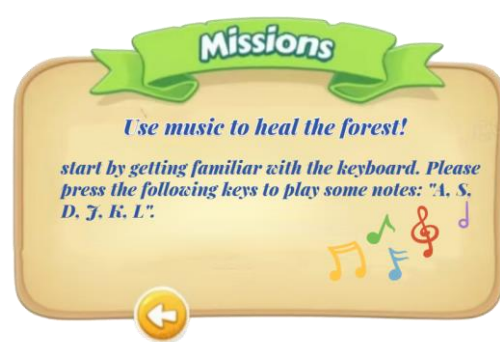 Missions
Use music to heal the forest!
start by getting familiar with the keyboard. Please
press the following keys to play some notes: "A, S,
D, J, K, L".